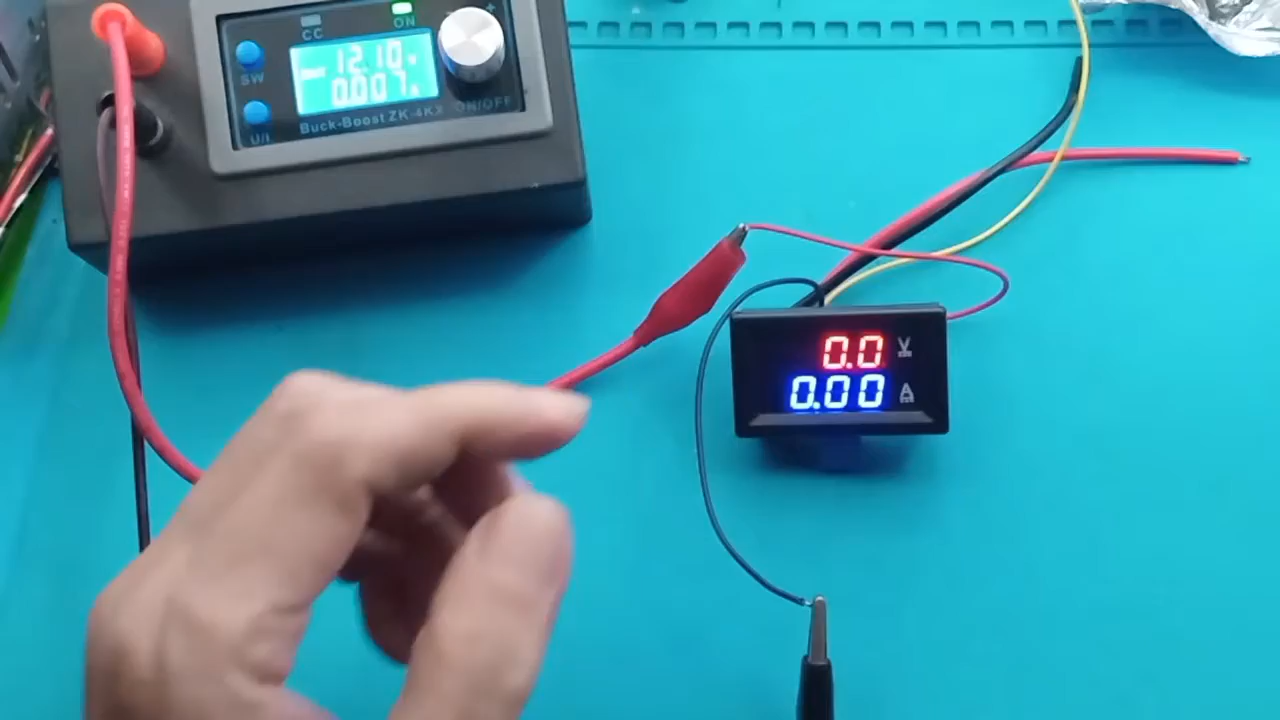 CC
ON
SW
12.10 V
0.007 A
U/I
Buck-Boost ZK-4KX
ON/OFF
0.0 V
0.00 A